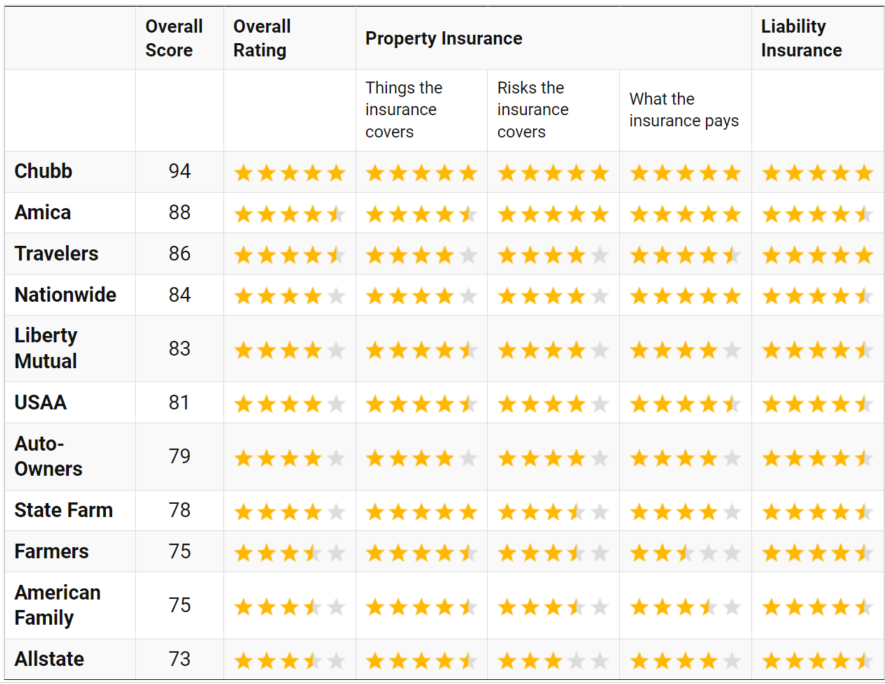 Overall Score
Overall Rating
Property Insurance
Liability Insurance
Things the insurance covers
Risks the insurance covers
What the insurance pays
Chubb 94
Amica 88
Travelers 86
Nationwide 84
Liberty Mutual 83
USAA 81
Auto-Owners 79
State Farm 78
Farmers 75
American Family 75
Allstate 73